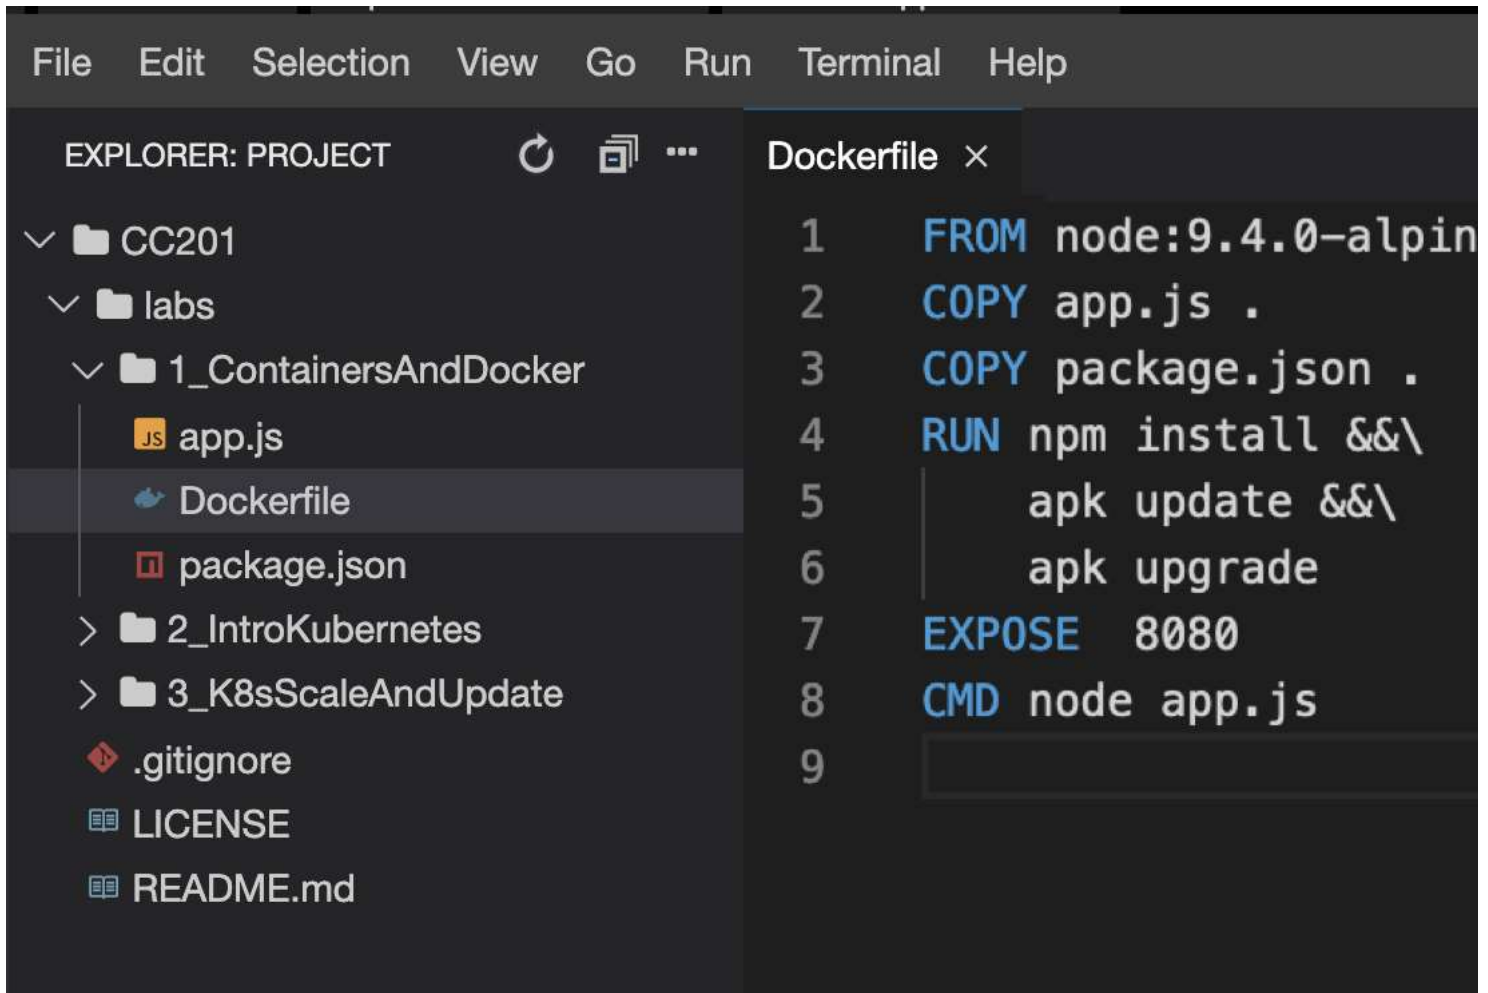 File Edit Selection View Go Run Terminal Help
EXPLORER: PROJECT
CC201
labs
1_ContainersAndDocker
JS app.js
Dockerfile
package.json
2_IntroKubernetes
3_K8sScaleAndUpdate
.gitignore
LICENSE
README.md
Dockerfile ×
1 FROM node:9.4.0-alpin
2 COPY app.js .
3 COPY package.json .
4 RUN npm install &&\
5 apk update &&\
6 apk upgrade
7 EXPOSE 8080
8 CMD node app.js
9